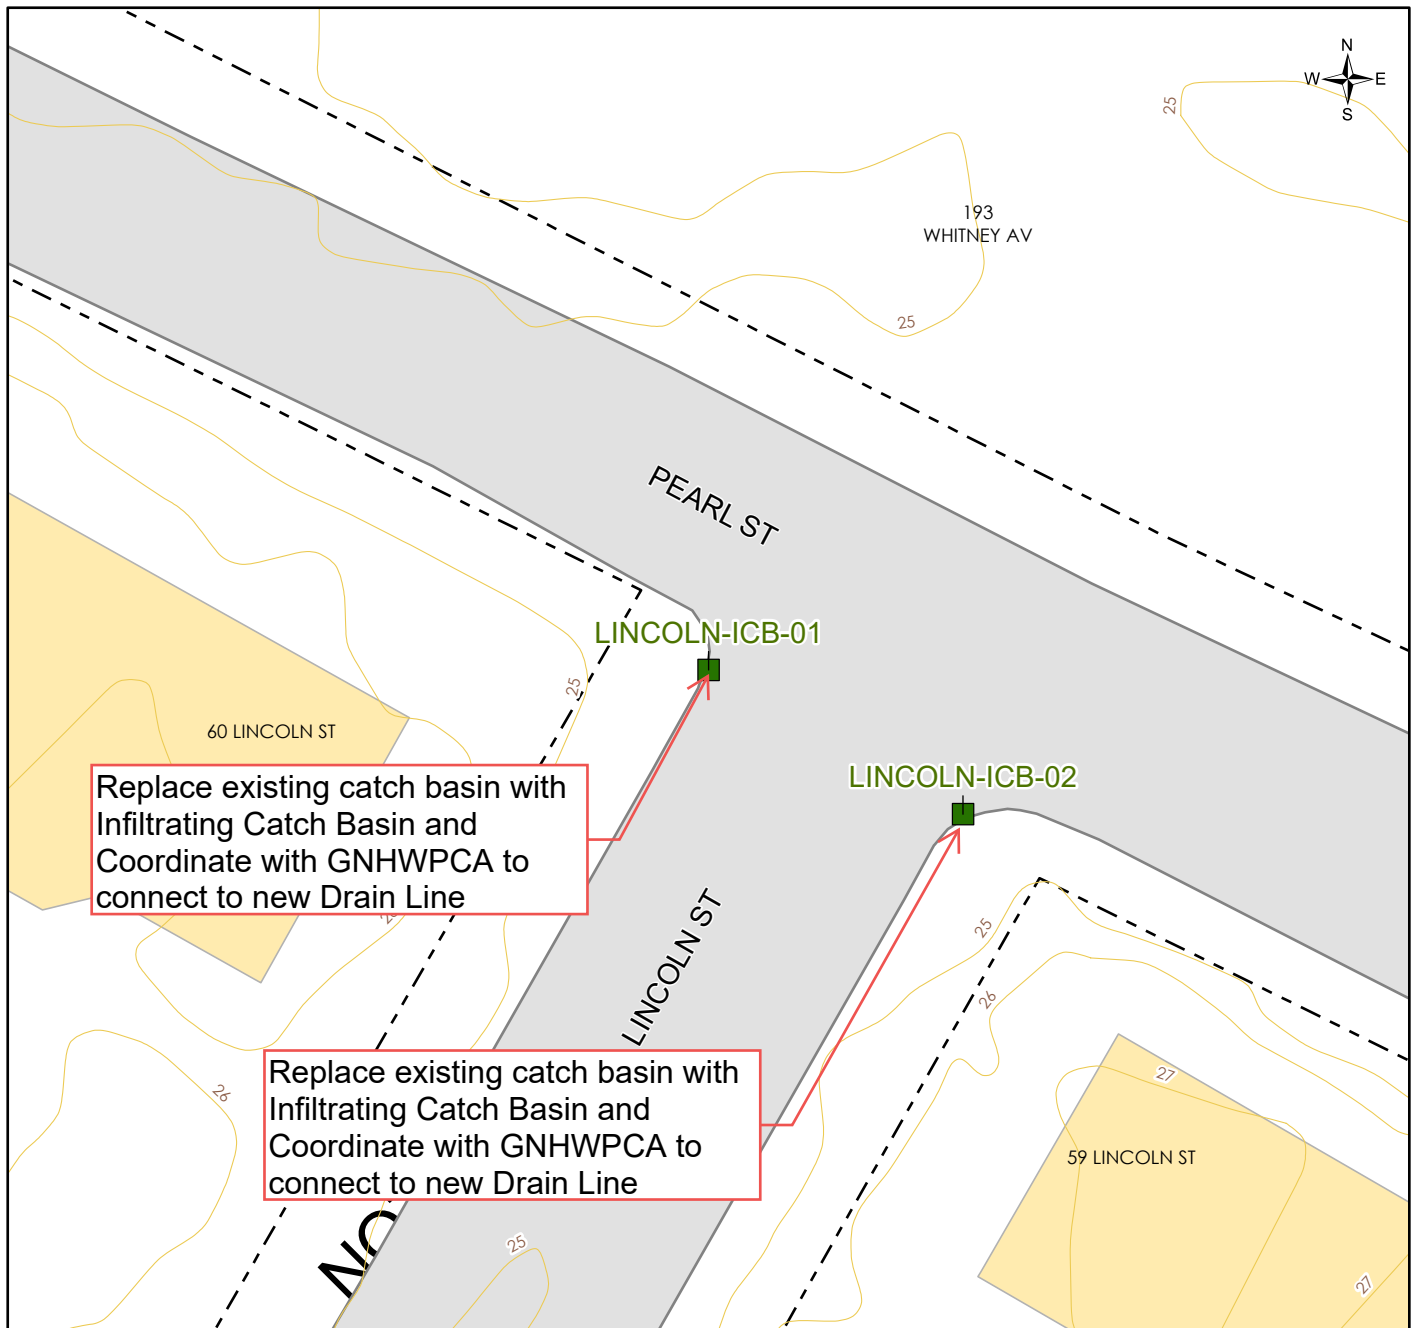 N
W E
S
25
193
WHITNEY AV
25
PEARL ST
LINCOLN-ICB-01
25
60 LINCOLN ST
LINCOLN-ICB-02
Replace existing catch basin with
Infiltrating Catch Basin and
Coordinate with GNHWPCA to
connect to new Drain Line
LINCOLN ST
25
26
Replace existing catch basin with
Infiltrating Catch Basin and
Coordinate with GNHWPCA to
connect to new Drain Line
26
27
59 LINCOLN ST
25
27